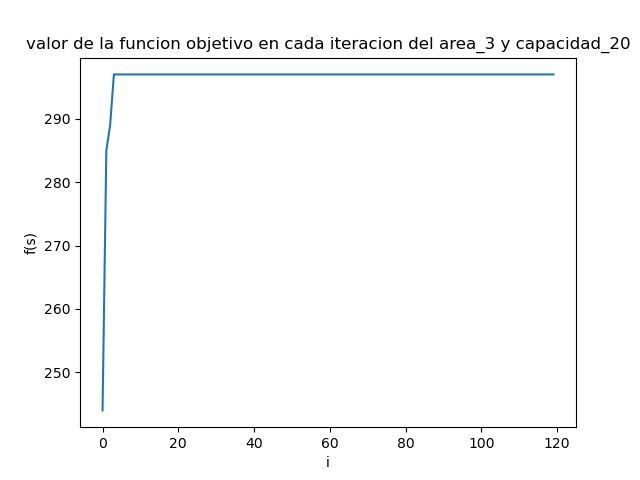 valor de la funcion objetivo en cada iteracion del area_3 y capacidad_20
290
280
270
260
250
f(s)
0 20 40 60 80 100 120
i